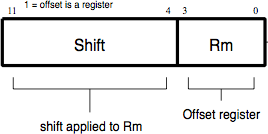 1 = offset is a register
11 4 3 0
Shift Rm
shift applied to Rm Offset register